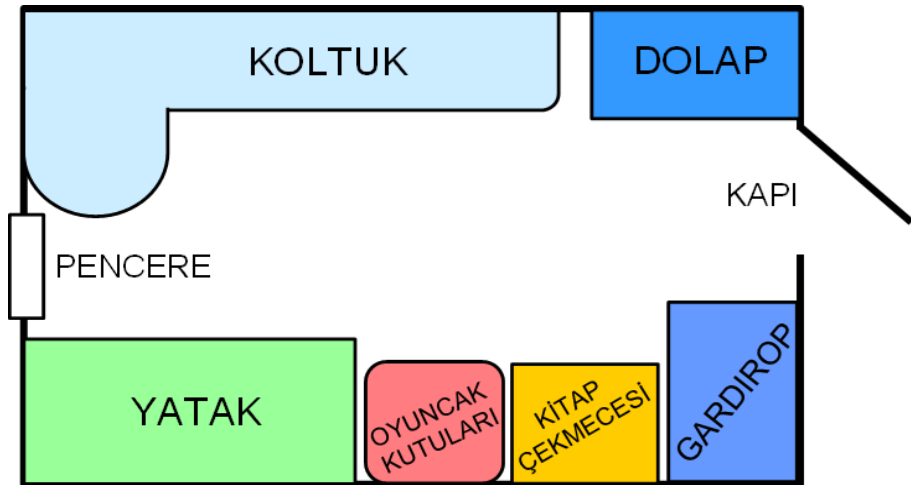 KOLTUK
DOLAP
KAPI
PENCERE
YATAK
OYUNCAK
KUTULARI
KİTAP
ÇEKMECESİ
GARDIROP